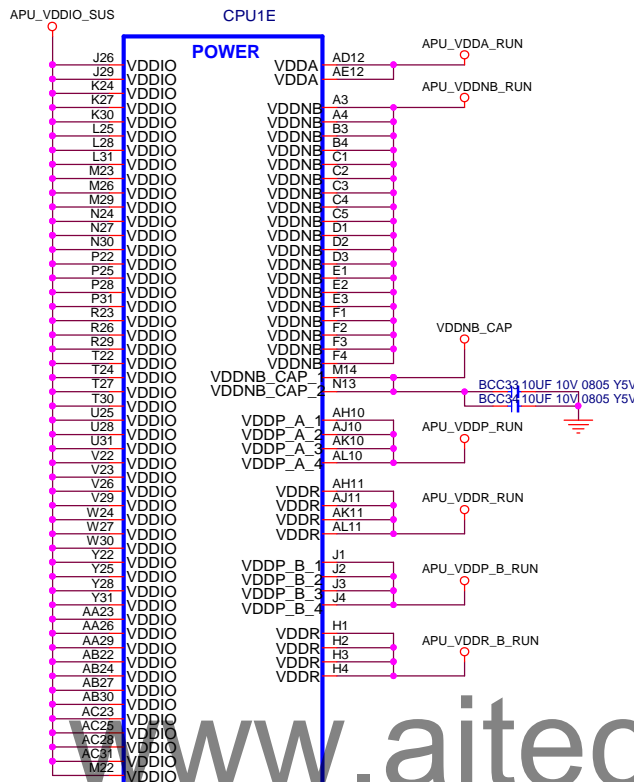 APU_VDDIO_SUS
CPU1E
POWER
J26 VDDIO VDDA AD12 APU_VDDA_RUN
J29 VDDIO VDDA AE12
K24 VDDIO APU_VDDNB_RUN
K27 VDDIO VDDNB A3
K30 VDDIO VDDNB A4
L25 VDDIO VDDNB B3
L28 VDDIO VDDNB B4
L31 VDDIO VDDNB C1
M23 VDDIO VDDNB C2
M26 VDDIO VDDNB C3
M29 VDDIO VDDNB C4
N24 VDDIO VDDNB C5
N27 VDDIO VDDNB D1
N30 VDDIO VDDNB D2
P22 VDDIO VDDNB D3
P25 VDDIO VDDNB E1
P28 VDDIO VDDNB E2
P31 VDDIO VDDNB E3
R23 VDDIO VDDNB F1
R26 VDDIO VDDNB F2 VDDNB_CAP
R29 VDDIO VDDNB F3
T22 VDDIO VDDNB F4
T24 VDDIO VDDNB_CAP_1 M14
T27 VDDIO VDDNB_CAP_2 N13 BCC33 10UF 10V 0805 Y5V
T30 VDDIO BCC34 10UF 10V 0805 Y5V
U25 VDDIO VDDP_A_1 AH10 APU_VDDP_RUN
U28 VDDIO VDDP_A_2 AJ10
U31 VDDIO VDDP_A_3 AK10
V22 VDDIO VDDP_A_4 AL10
V23 VDDIO
V26 VDDIO VDDR AH11 APU_VDDR_RUN
V29 VDDIO VDDR AJ11
W24 VDDIO VDDR AK11
W27 VDDIO VDDR AL11
W30 VDDIO
Y22 VDDIO VDDP_B_1 J1 APU_VDDP_B_RUN
Y25 VDDIO VDDP_B_2 J2
Y28 VDDIO VDDP_B_3 J3
Y31 VDDIO VDDP_B_4 J4
AA23 VDDIO
AA26 VDDIO VDDR H1 APU_VDDR_B_RUN
AA29 VDDIO VDDR H2
AB22 VDDIO VDDR H3
AB24 VDDIO VDDR H4
AB27 VDDIO
AB30 VDDIO
AC23 VDDIO
AC25 VDDIO
AC28 VDDIO
AC31 VDDIO
M22 VDDIO
www.aitec